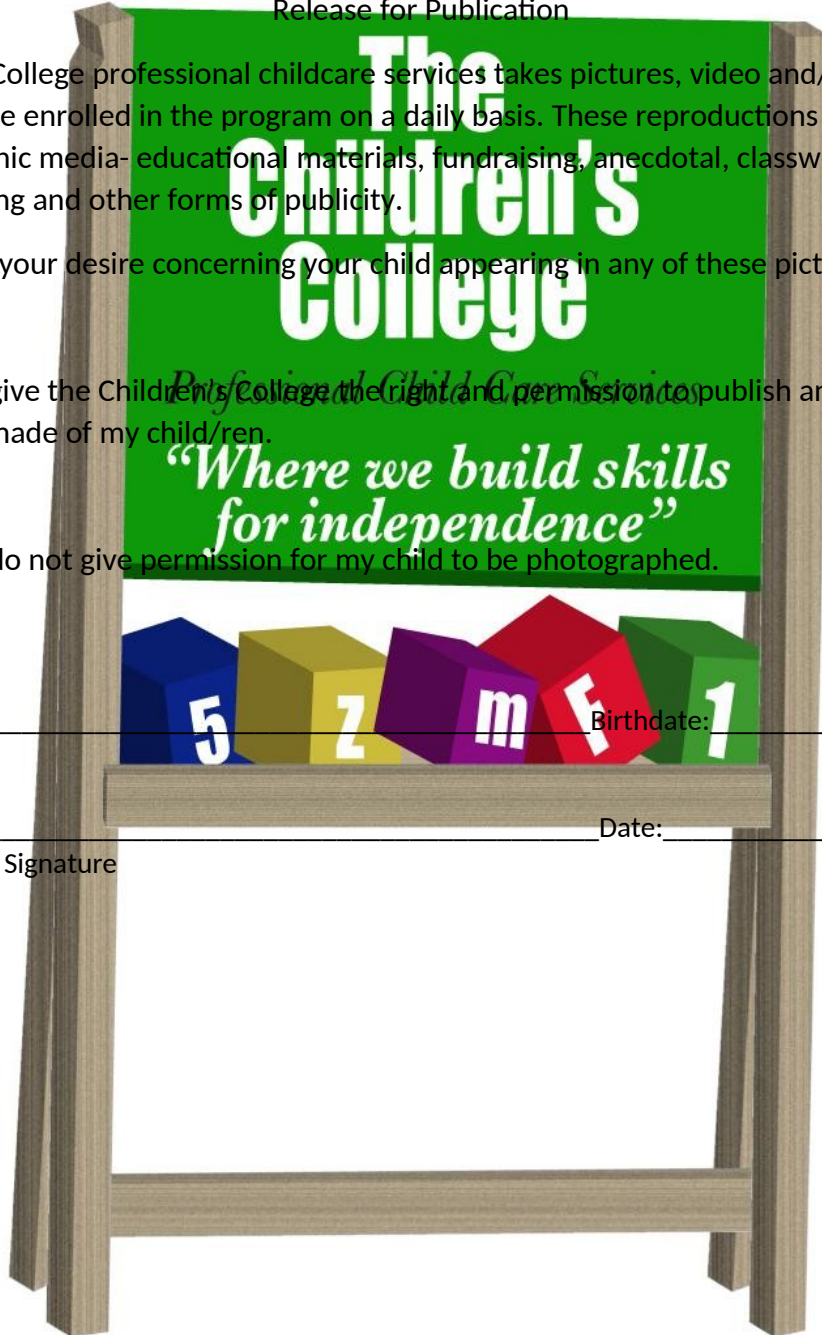 Release for Publication
The
College professional childcare services takes pictures, video and/
e enrolled in the program on a daily basis. These reproductions
Children's
nic media- educational materials, fundraising, anecdotal, classw
ng and other forms of publicity.
your desire concerning your child appearing in any of these pict
College
give the Children's College the right and permission to publish an
Professional Child Care Services
made of my child/ren.
“Where we build skills
for independence”
do not give permission for my child to be photographed.
5 z m F 1
Birthdate:
Date:
Signature